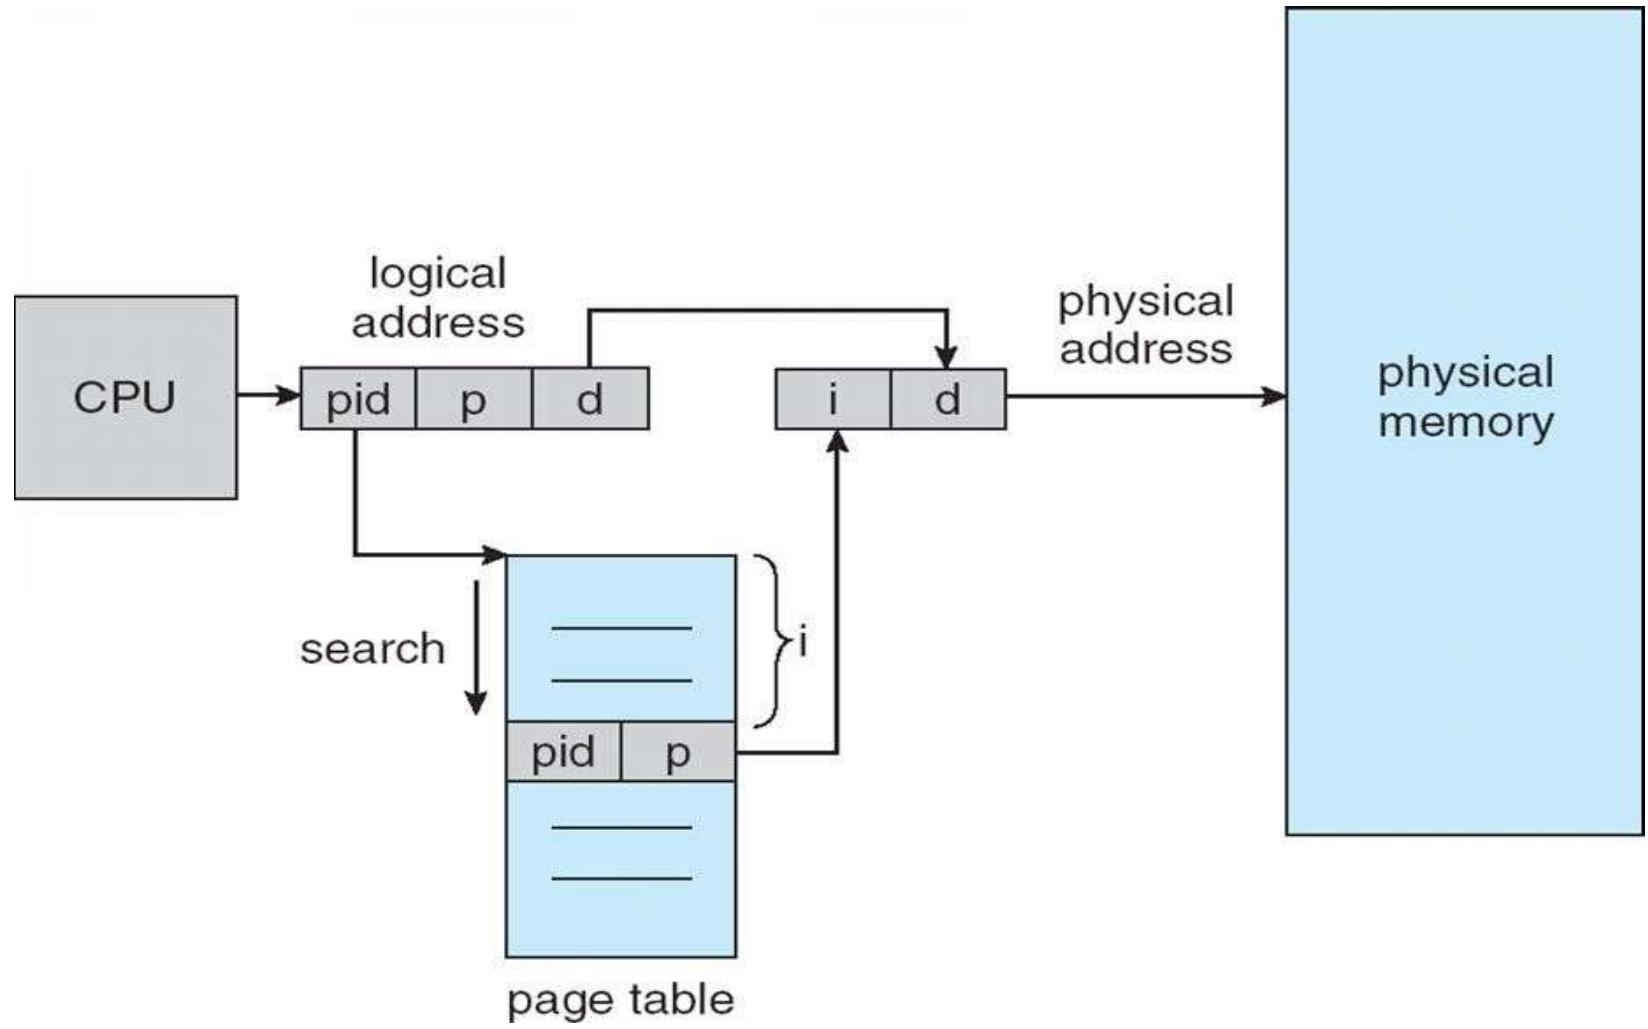 logical
address
physical
address
CPU
pid p d
i d
physical
memory
search
i
pid p
page table